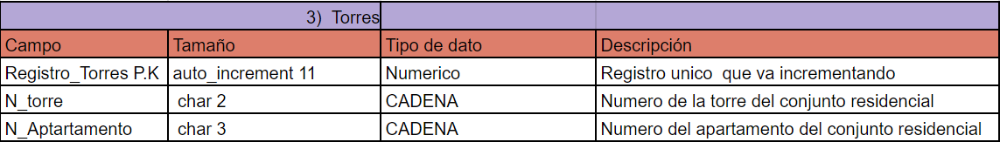 3) Torres
Campo Tamaño Tipo de dato Descripción
Registro_Torres P.K auto_increment 11 Numerico Registro unico que va incrementando
N_torre char 2 CADENA Numero de la torre del conjunto residencial
N_Aptartamento char 3 CADENA Numero del apartamento del conjunto residencial